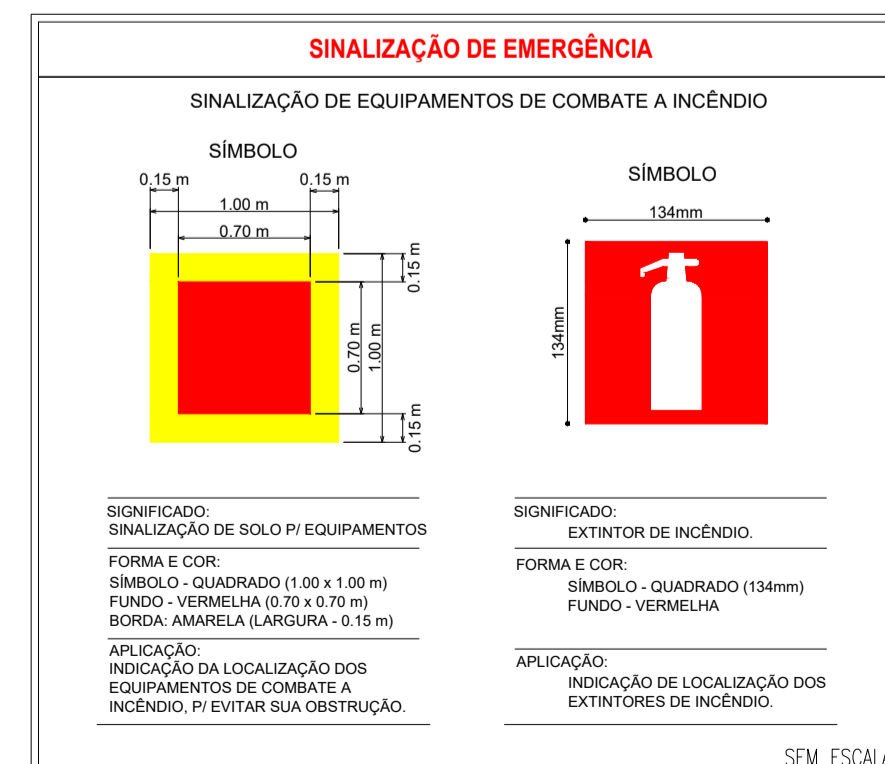 SINALIZAÇÃO DE EMERGÊNCIA
SINALIZAÇÃO DE EQUIPAMENTOS DE COMBATE A INCÊNDIO
SÍMBOLO
0.15 m
0.15 m
1.00 m
0.70 m
0.15 m
0.70 m
1.00 m
0.15 m
SIGNIFICADO:
SINALIZAÇÃO DE SOLO P/ EQUIPAMENTOS
FORMA E COR:
SÍMBOLO - QUADRADO (1.00 x 1.00 m)
FUNDO - VERMELHA (0.70 x 0.70 m)
BORDA: AMARELA (LARGURA - 0.15 m)
APLICAÇÃO:
INDICAÇÃO DA LOCALIZAÇÃO DOS
EQUIPAMENTOS DE COMBATE A
INCÊNDIO, P/ EVITAR SUA OBSTRUÇÃO.
SÍMBOLO
134mm
134mm
SIGNIFICADO:
EXTINTOR DE INCÊNDIO.
FORMA E COR:
SÍMBOLO - QUADRADO (134mm)
FUNDO - VERMELHA
APLICAÇÃO:
INDICAÇÃO DE LOCALIZAÇÃO DOS
EXTINTORES DE INCÊNDIO.
SEM ESCALA